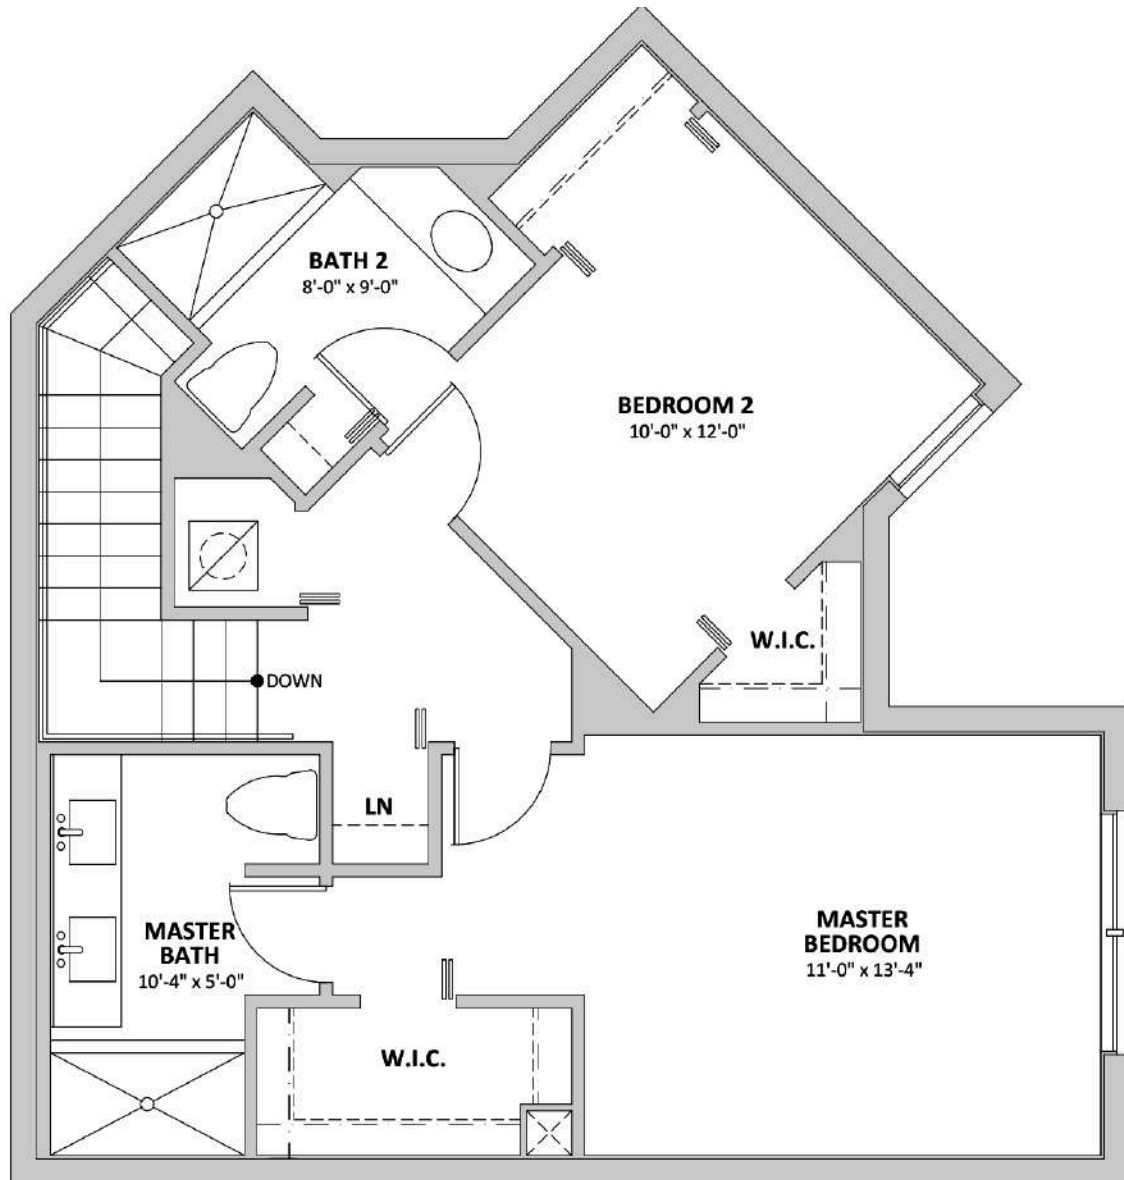 BATH 2
8'-0" x 9'-0"
BEDROOM 2
10'-0" x 12'-0"
W.I.C.
DOWN
LN
MASTER
BATH
10'-4" x 5'-0"
MASTER
BEDROOM
11'-0" x 13'-4"
W.I.C.